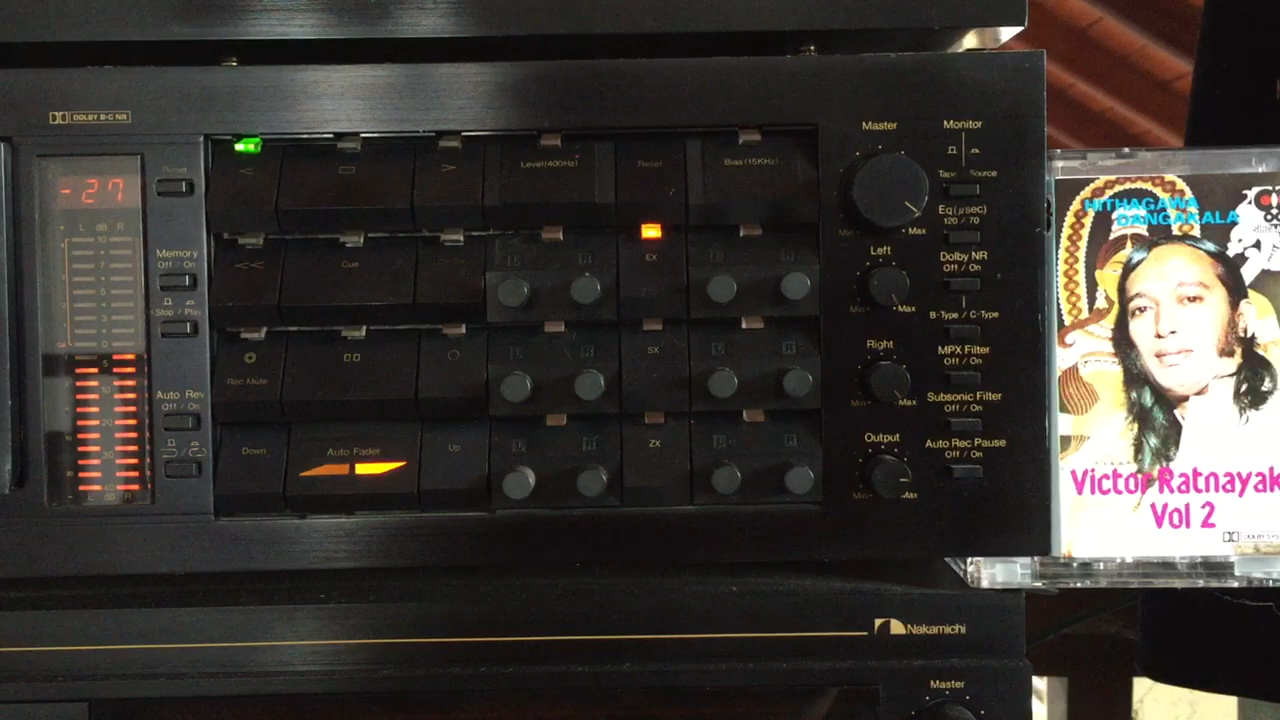 DOLBY B-C NR
-27
L dB R
10
7
5
3
0
5
10
20
30
40
L dB R
Reset
Memory
Off / On
Stop / Play
Auto Rev
Off / On
<
>
Level(400Hz)
Reset
Bias(15KHz)
<<
Cue
>>
L
R
EX
L
R
Rec Mute
L
R
SX
L
R
Down
Auto Fader
Up
L
R
ZX
L
R
Master
Min
Max
Left
Min
Max
Right
Min
Max
Output
Min
Max
Monitor
Tape
Source
Eq(μsec)
120 / 70
Dolby NR
Off / On
B-Type / C-Type
MPX Filter
Off / On
Subsonic Filter
Off / On
Auto Rec Pause
Off / On
HITHAGAWA
DANGAKALA
Victor Ratnayak
Vol 2
DOLBY SYS
Nakamichi
Master